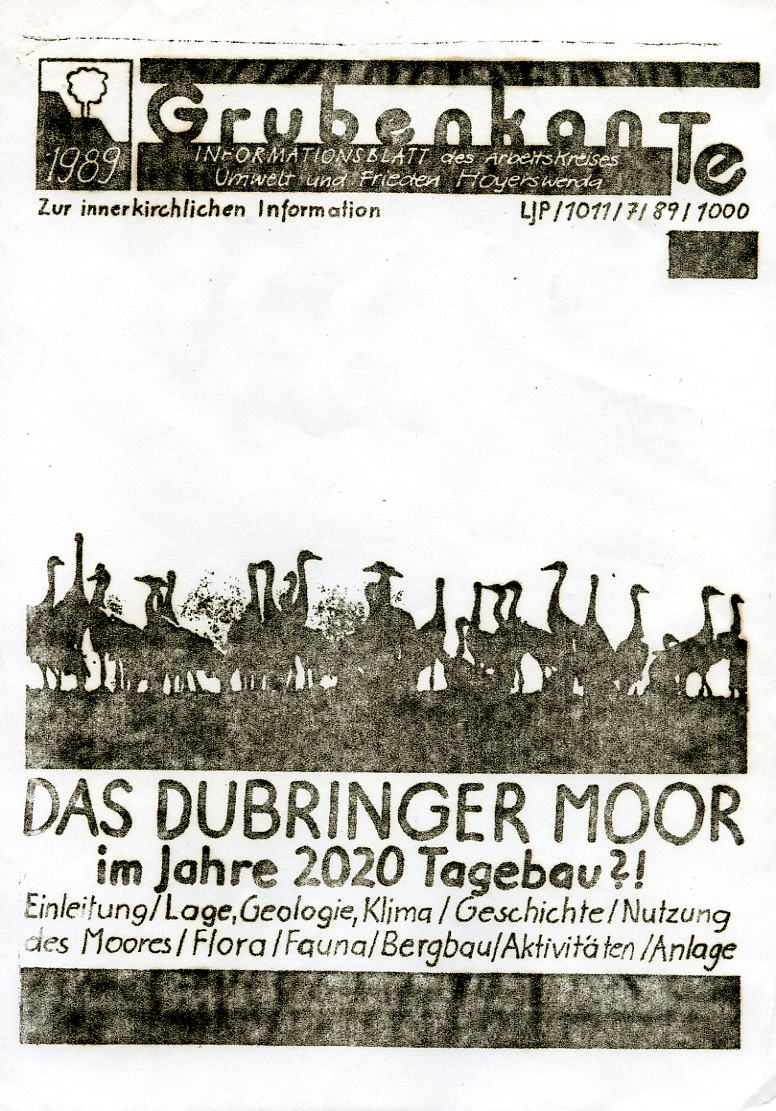 GrubenkanTe
1989
INFORMATIONSBLATT des Arbeitskreises
Umwelt und Frieden Hoyerswerda
Zur innerkirchlichen Information
LJP/1011/7/89/1000
DAS DUBRINGER MOOR
im Jahre 2020 Tagebau?!
Einleitung/Lage,Geologie,Klima/Geschichte/Nutzung
des Moores/Flora/Fauna/Bergbau/Aktivitäten/Anlage